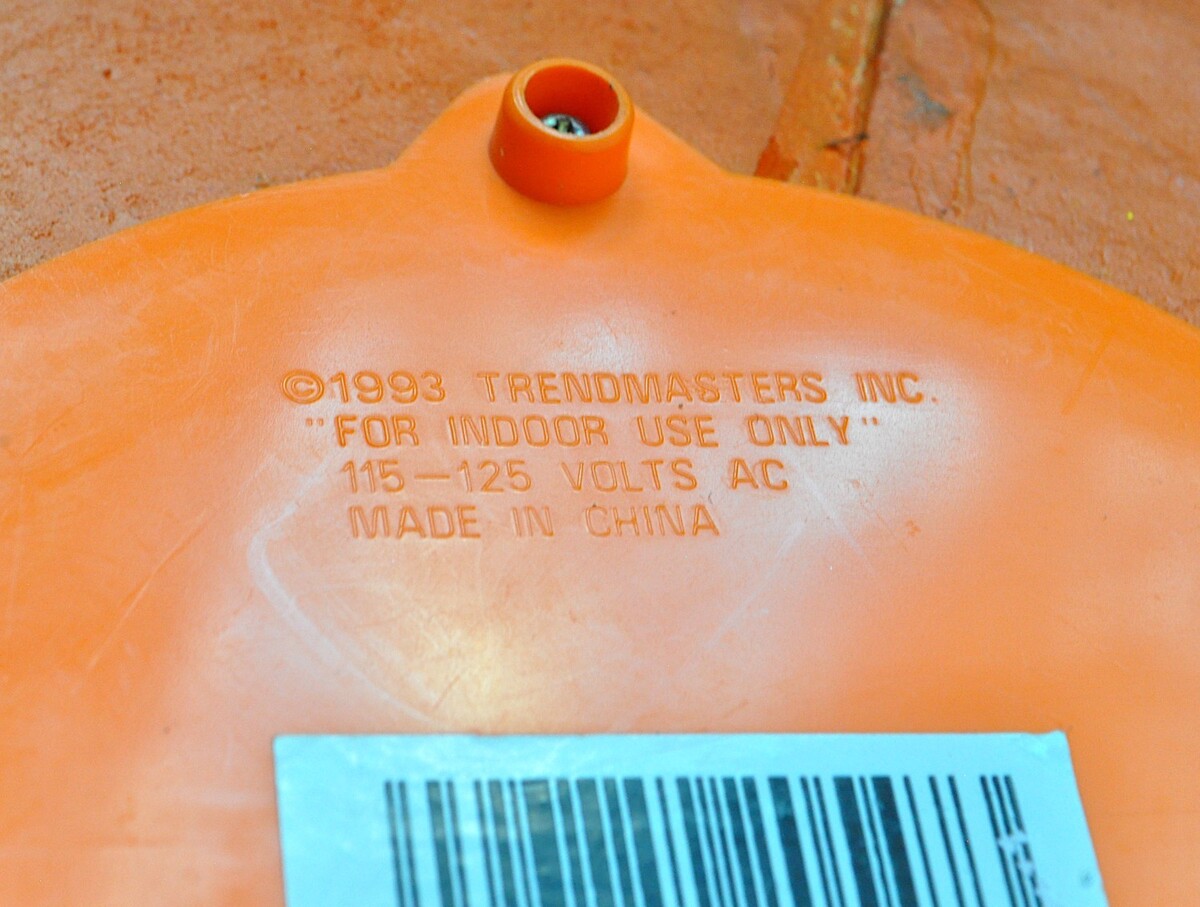 ©1993 TRENDMASTERS INC.
"FOR INDOOR USE ONLY"
115-125 VOLTS AC
MADE IN CHINA